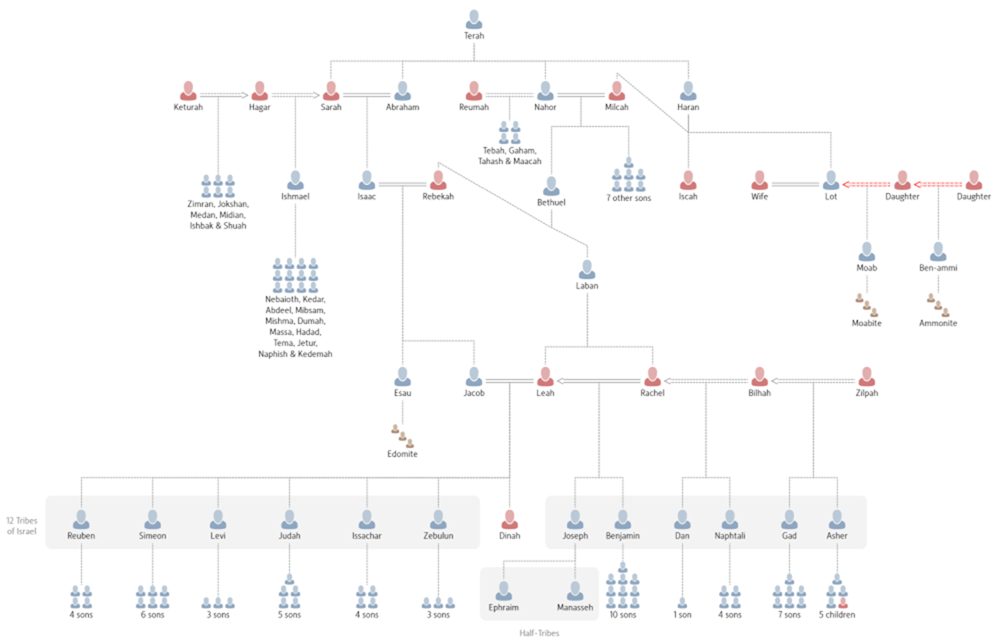 Terah
Keturah
Hagar
Sarah
Abraham
Reumah
Nahor
Milcah
Haran
Tebah, Gaham,
Tahash & Maacah
Zimran, Jokshan,
Medan, Midian,
Ishbak & Shuah
Ishmael
Isaac
Rebekah
Bethuel
7 other sons
Iscah
Wife
Lot
Daughter
Daughter
Nebaioth, Kedar,
Abdeel, Mibsam,
Mishma, Dumah,
Massa, Hadad,
Tema, Jetur,
Naphish & Kedemah
Laban
Moab
Ben-ammi
Moabite
Ammonite
Esau
Jacob
Leah
Rachel
Bilhah
Zilpah
Edomite
12 Tribes
of Israel
Reuben
Simeon
Levi
Judah
Issachar
Zebulun
Dinah
Joseph
Benjamin
Dan
Naphtali
Gad
Asher
4 sons
6 sons
3 sons
5 sons
4 sons
3 sons
Ephraim
Manasseh
10 sons
1 son
4 sons
7 sons
5 children
Half-Tribes